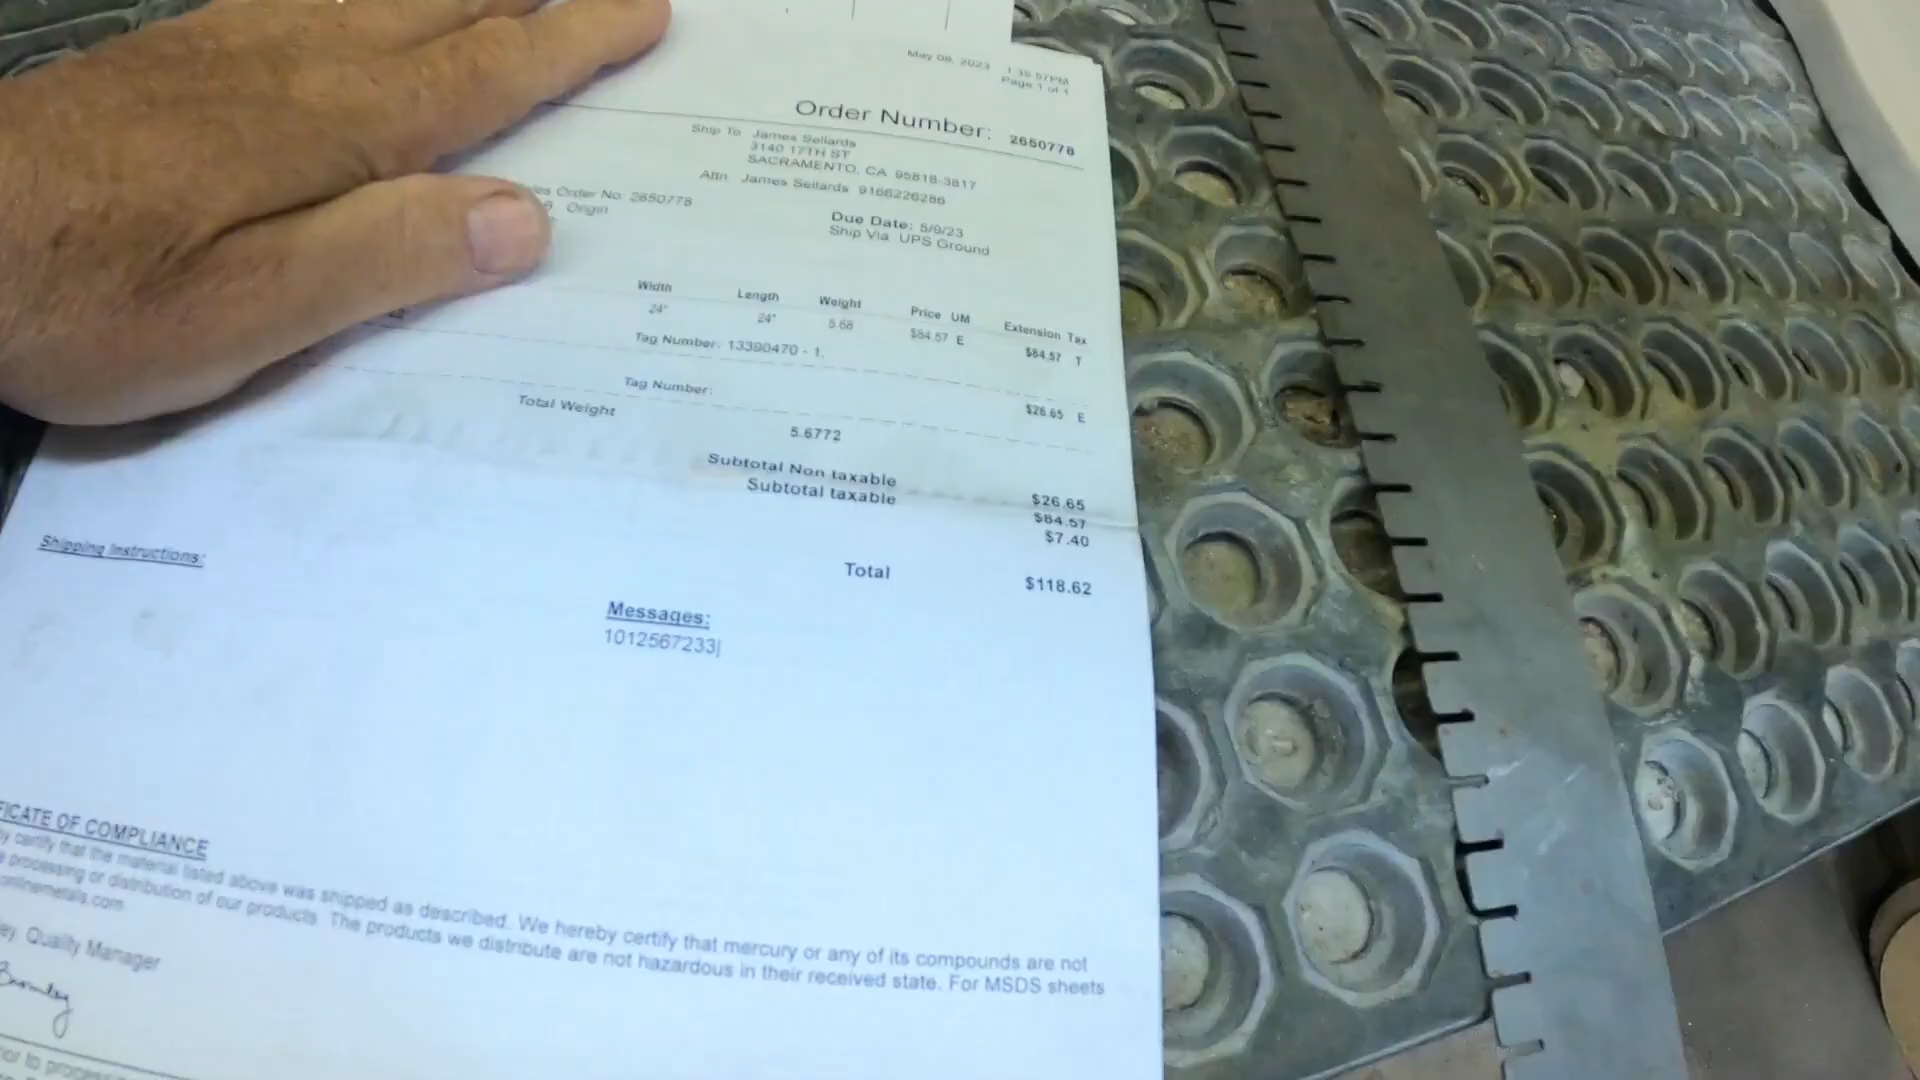 May 08, 2023 1:36:57PM
Page 1 of 1
Order Number: 2650778
Ship To James Sellards
3140 17TH ST
SACRAMENTO, CA 95818-3817
Attn James Sellards 9166226286
les Order No: 2650778
Origin
Due Date: 5/9/23
Ship Via UPS Ground
Width Length Weight Price UM Extension Tax
24" 24" 5.68 $84.57 E $84.57 T
Tag Number: 13390470 - 1,
Tag Number: $26.65 E
Total Weight 5.6772
Subtotal Non taxable $26.65
Subtotal taxable $84.57
$7.40
Total $118.62
Shipping Instructions:
Messages:
1012567233|
FICATE OF COMPLIANCE
by certify that the material listed above was shipped as described. We hereby certify that mercury or any of its compounds are not
processing or distribution of our products. The products we distribute are not hazardous in their received state. For MSDS sheets
onlinemetals.com
ley, Quality Manager
ior to process